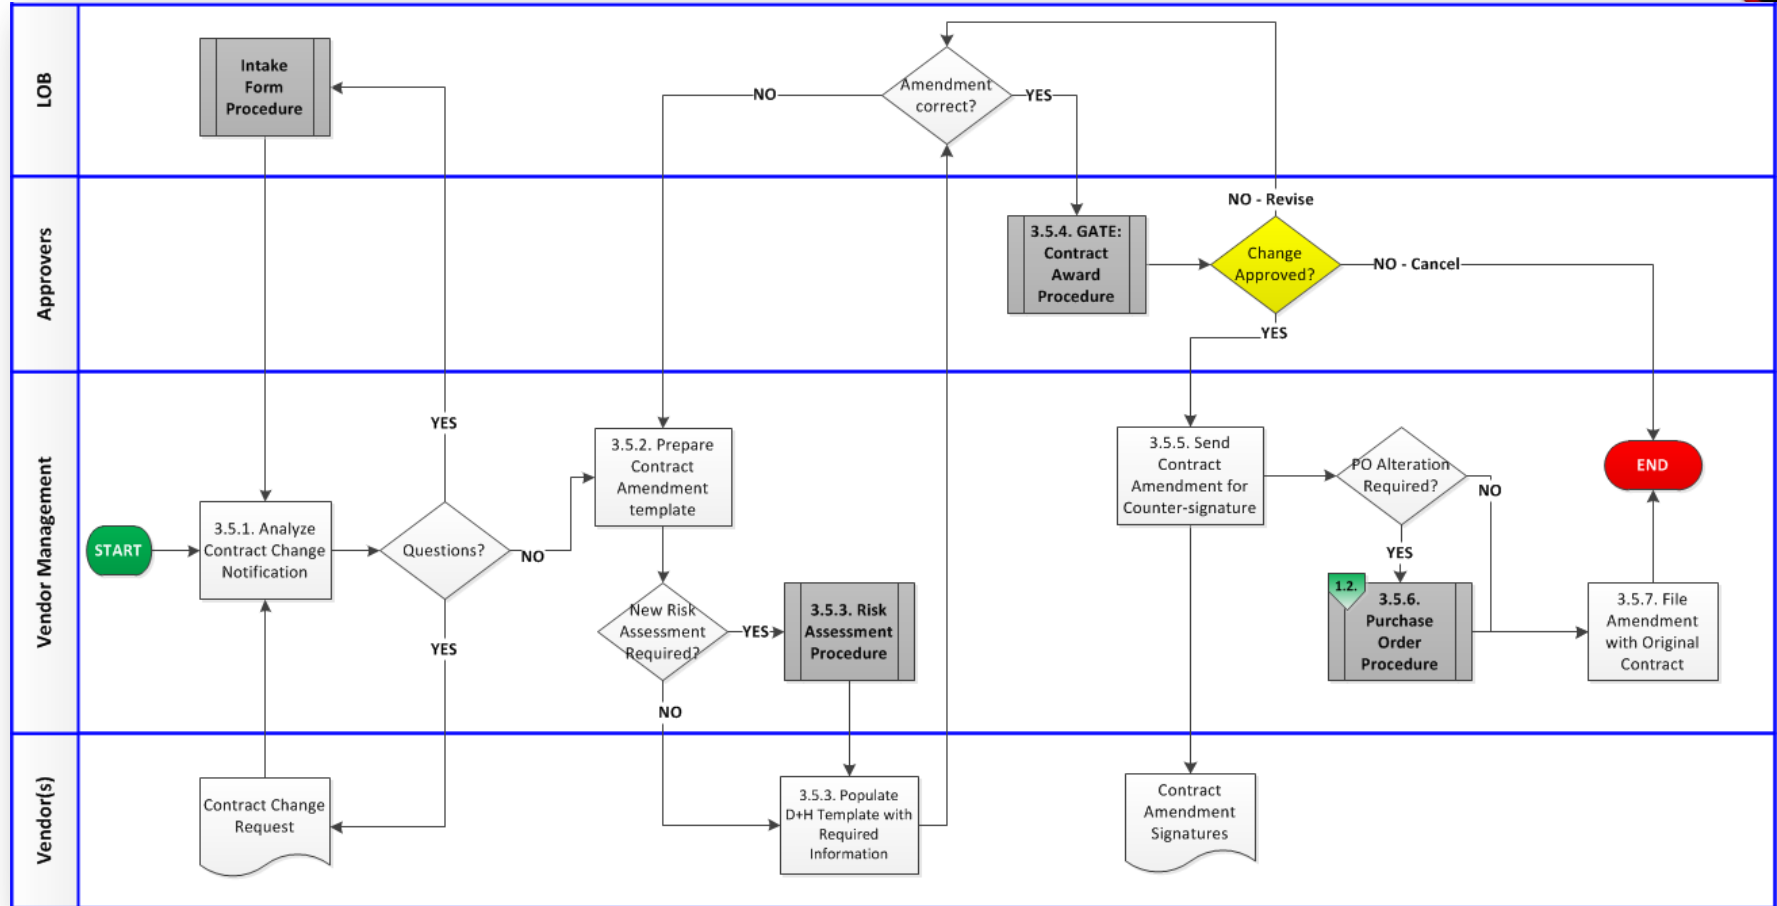 LOB
Intake
Form
Procedure
Amendment
correct?
NO
YES
Approvers
NO - Revise
3.5.4. GATE:
Contract
Award
Procedure
Change
Approved?
NO - Cancel
YES
Vendor Management
YES
3.5.2. Prepare
Contract
Amendment
template
3.5.5. Send
Contract
Amendment for
Counter-signature
PO Alteration
Required?
NO
END
START
3.5.1. Analyze
Contract Change
Notification
Questions?
NO
YES
YES
New Risk
Assessment
Required?
YES
3.5.3. Risk
Assessment
Procedure
NO
1.2.
3.5.6.
Purchase
Order
Procedure
3.5.7. File
Amendment
with Original
Contract
Vendor(s)
Contract Change
Request
3.5.3. Populate
D+H Template with
Required
Information
Contract
Amendment
Signatures